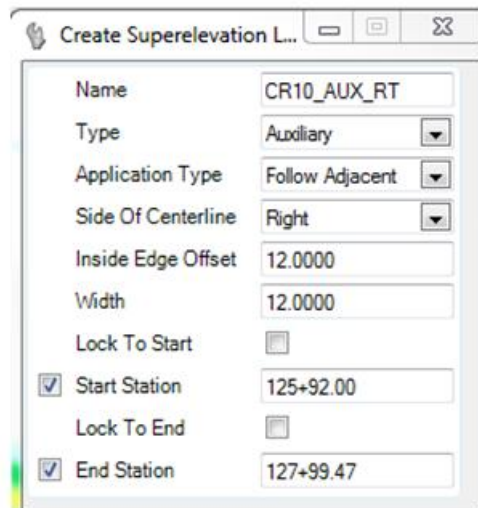 Create Superelevation L...
Name CR10_AUX_RT
Type Auxiliary
Application Type Follow Adjacent
Side Of Centerline Right
Inside Edge Offset 12.0000
Width 12.0000
Lock To Start
Start Station 125+92.00
Lock To End
End Station 127+99.47